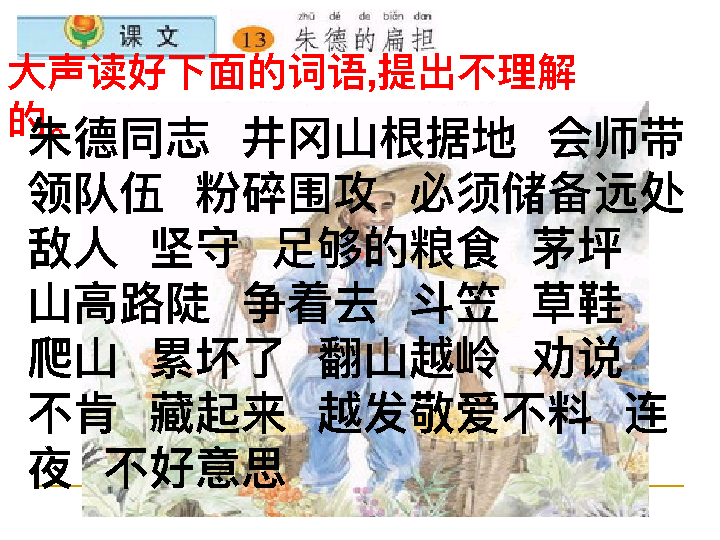 课 文
zhū dé de biǎn dan
13 朱德的扁担
大声读好下面的词语,提出不理解
的。
朱德同志 井冈山根据地 会师带
领队伍 粉碎围攻 必须储备远处
敌人 坚守 足够的粮食 茅坪
山高路陡 争着去 斗笠 草鞋
爬山 累坏了 翻山越岭 劝说
不肯 藏起来 越发敬爱不料 连
夜 不好意思